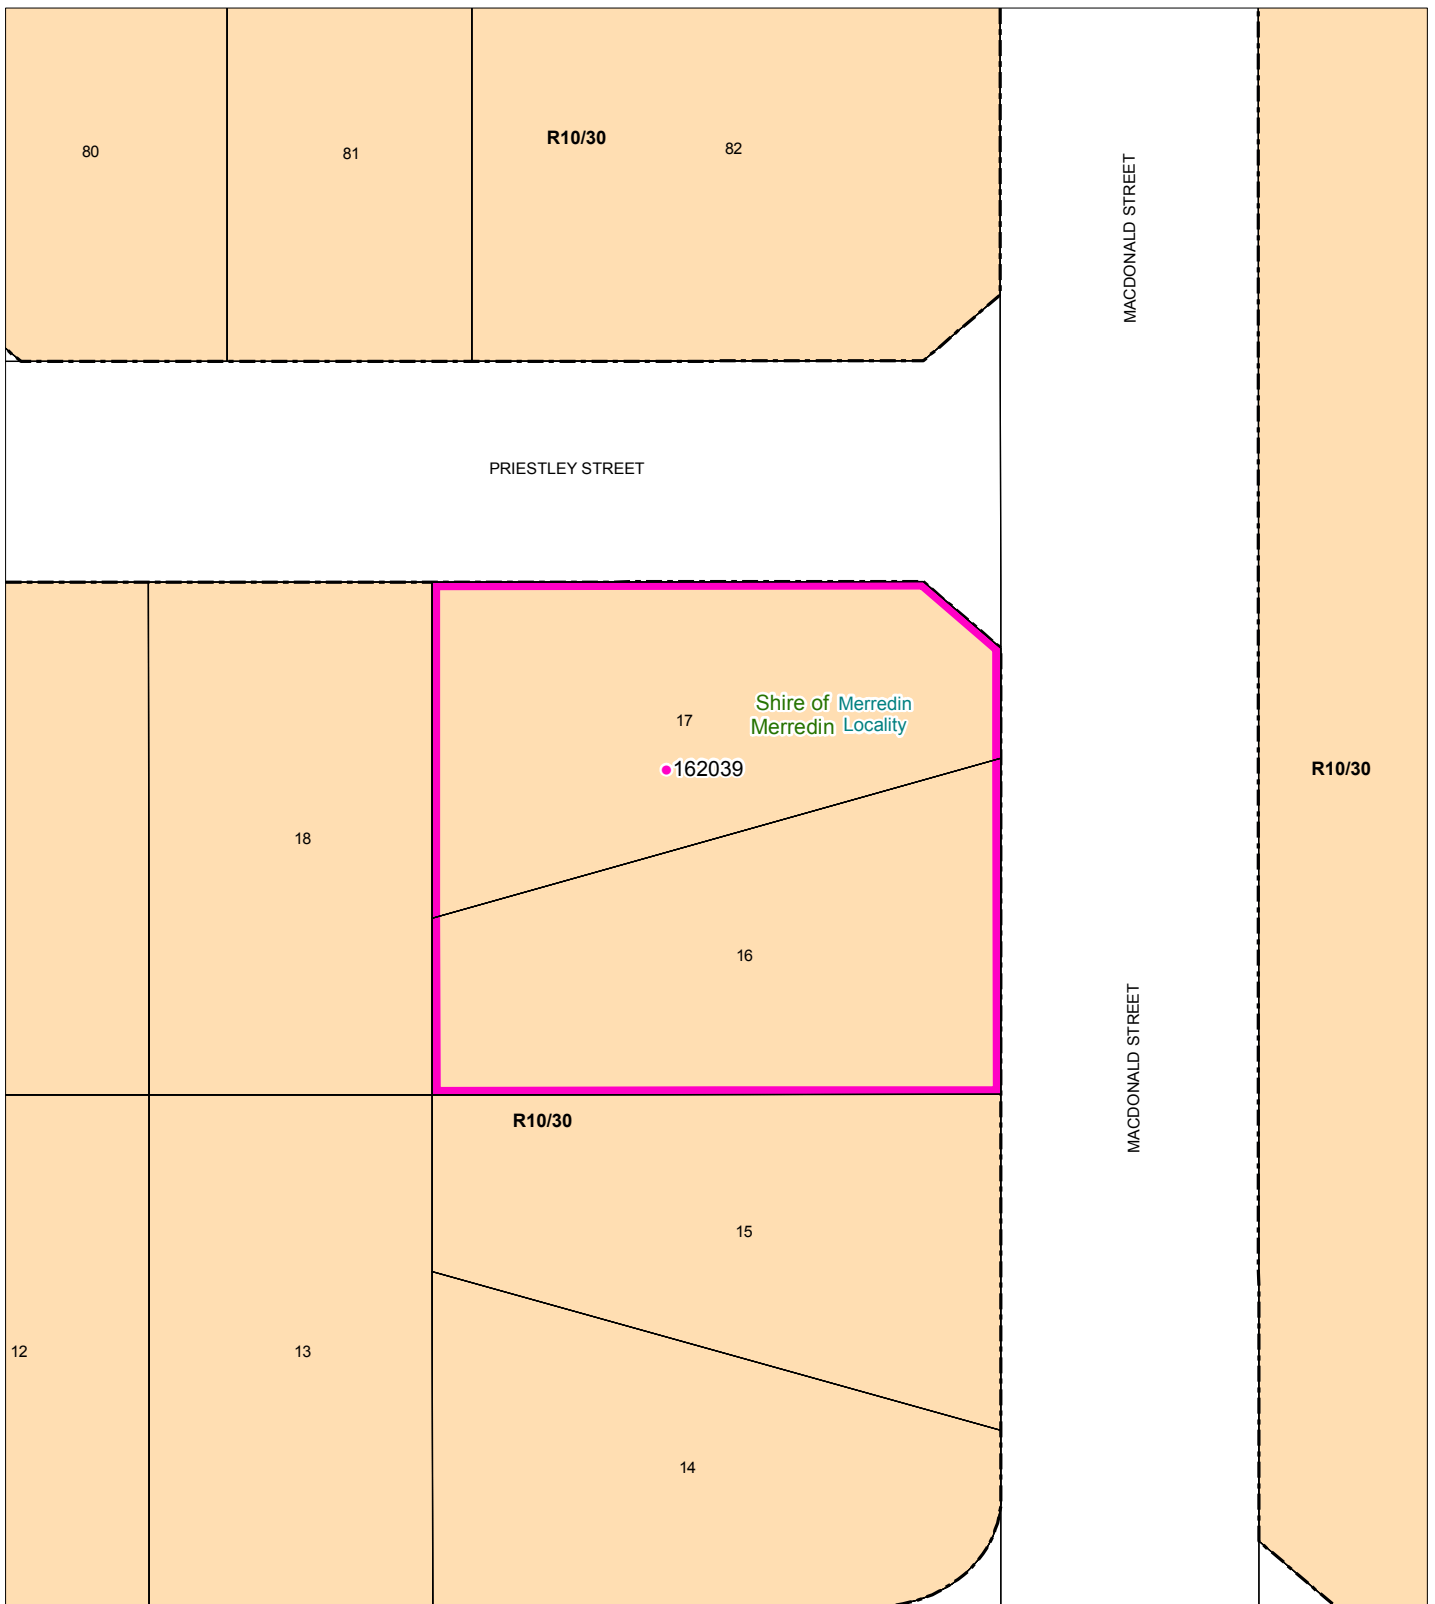 80
81
R10/30
82
MACDONALD STREET
PRIESTLEY STREET
17
Shire of
Merredin
Merredin
Locality
162039
R10/30
18
16
MACDONALD STREET
R10/30
15
12
13
14